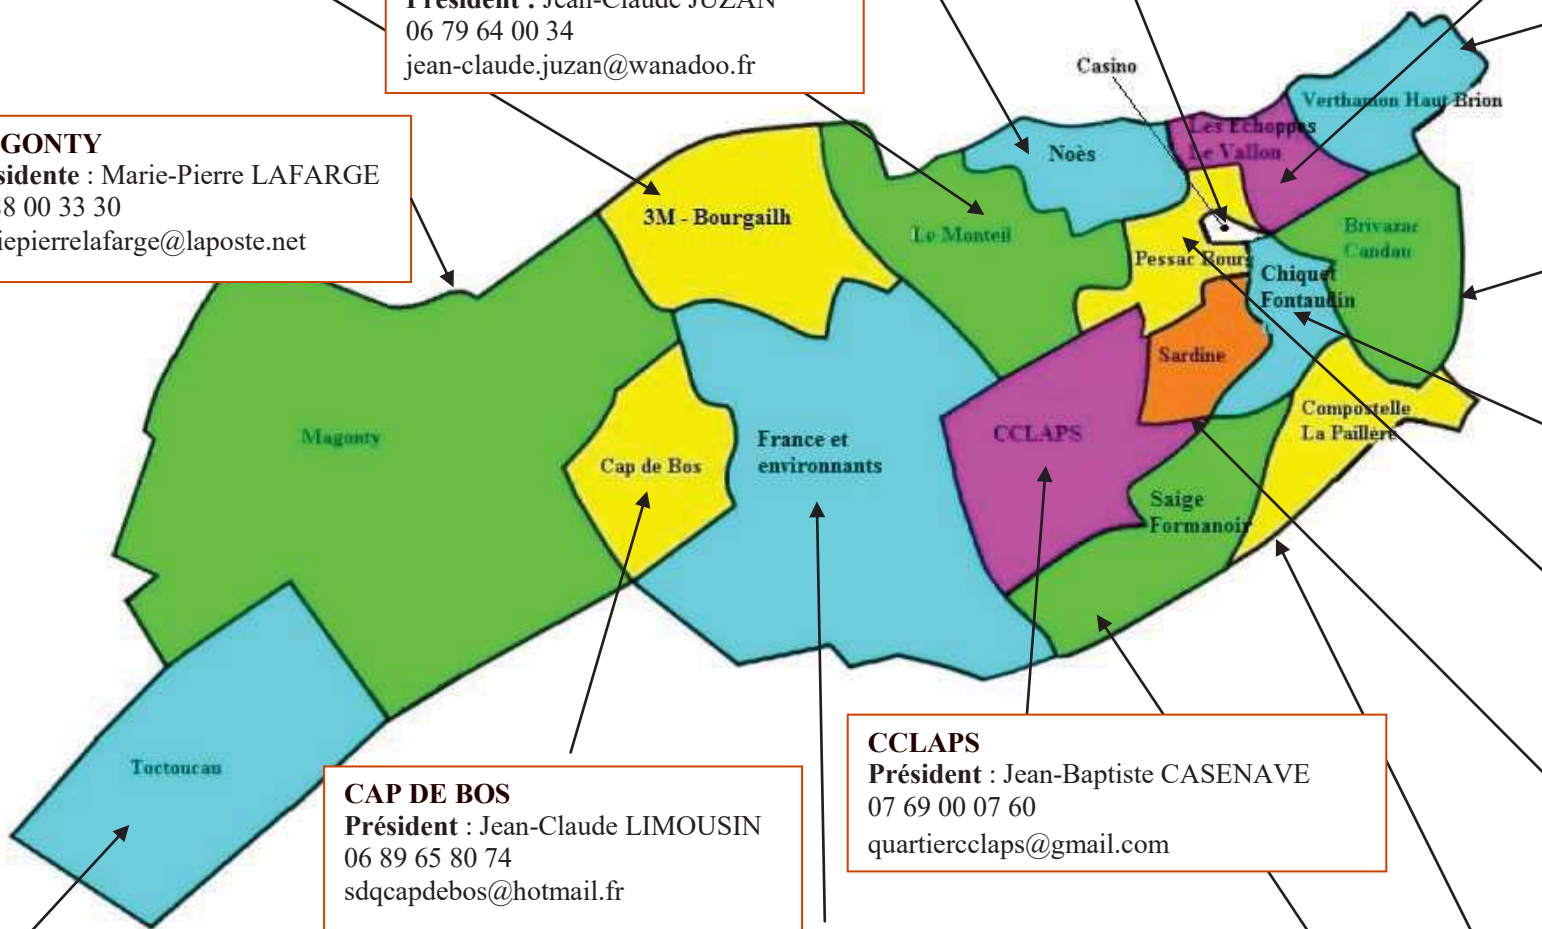 Président : Jean-Claude JUZAN
06 79 64 00 34
jean-claude.juzan@wanadoo.fr
GONTY
sidente : Marie-Pierre LAFARGE
8 00 33 30
iepierrelafarge@laposte.net
Casino
Verthamon Haut Brion
Les Echoppes
Le Vallon
Noès
3M - Bourgailh
Le Monteil
Brivazac
Candau
Pessac Bourg
Chiquet
Fontaudin
Sardine
Compostelle
La Paillère
Magonty
Cap de Bos
France et
environnants
CCLAPS
Saige
Formanoir
Toctoucau
CAP DE BOS
Président : Jean-Claude LIMOUSIN
06 89 65 80 74
sdqcapdebos@hotmail.fr
CCLAPS
Président : Jean-Baptiste CASENAVE
07 69 00 07 60
quartiercclaps@gmail.com